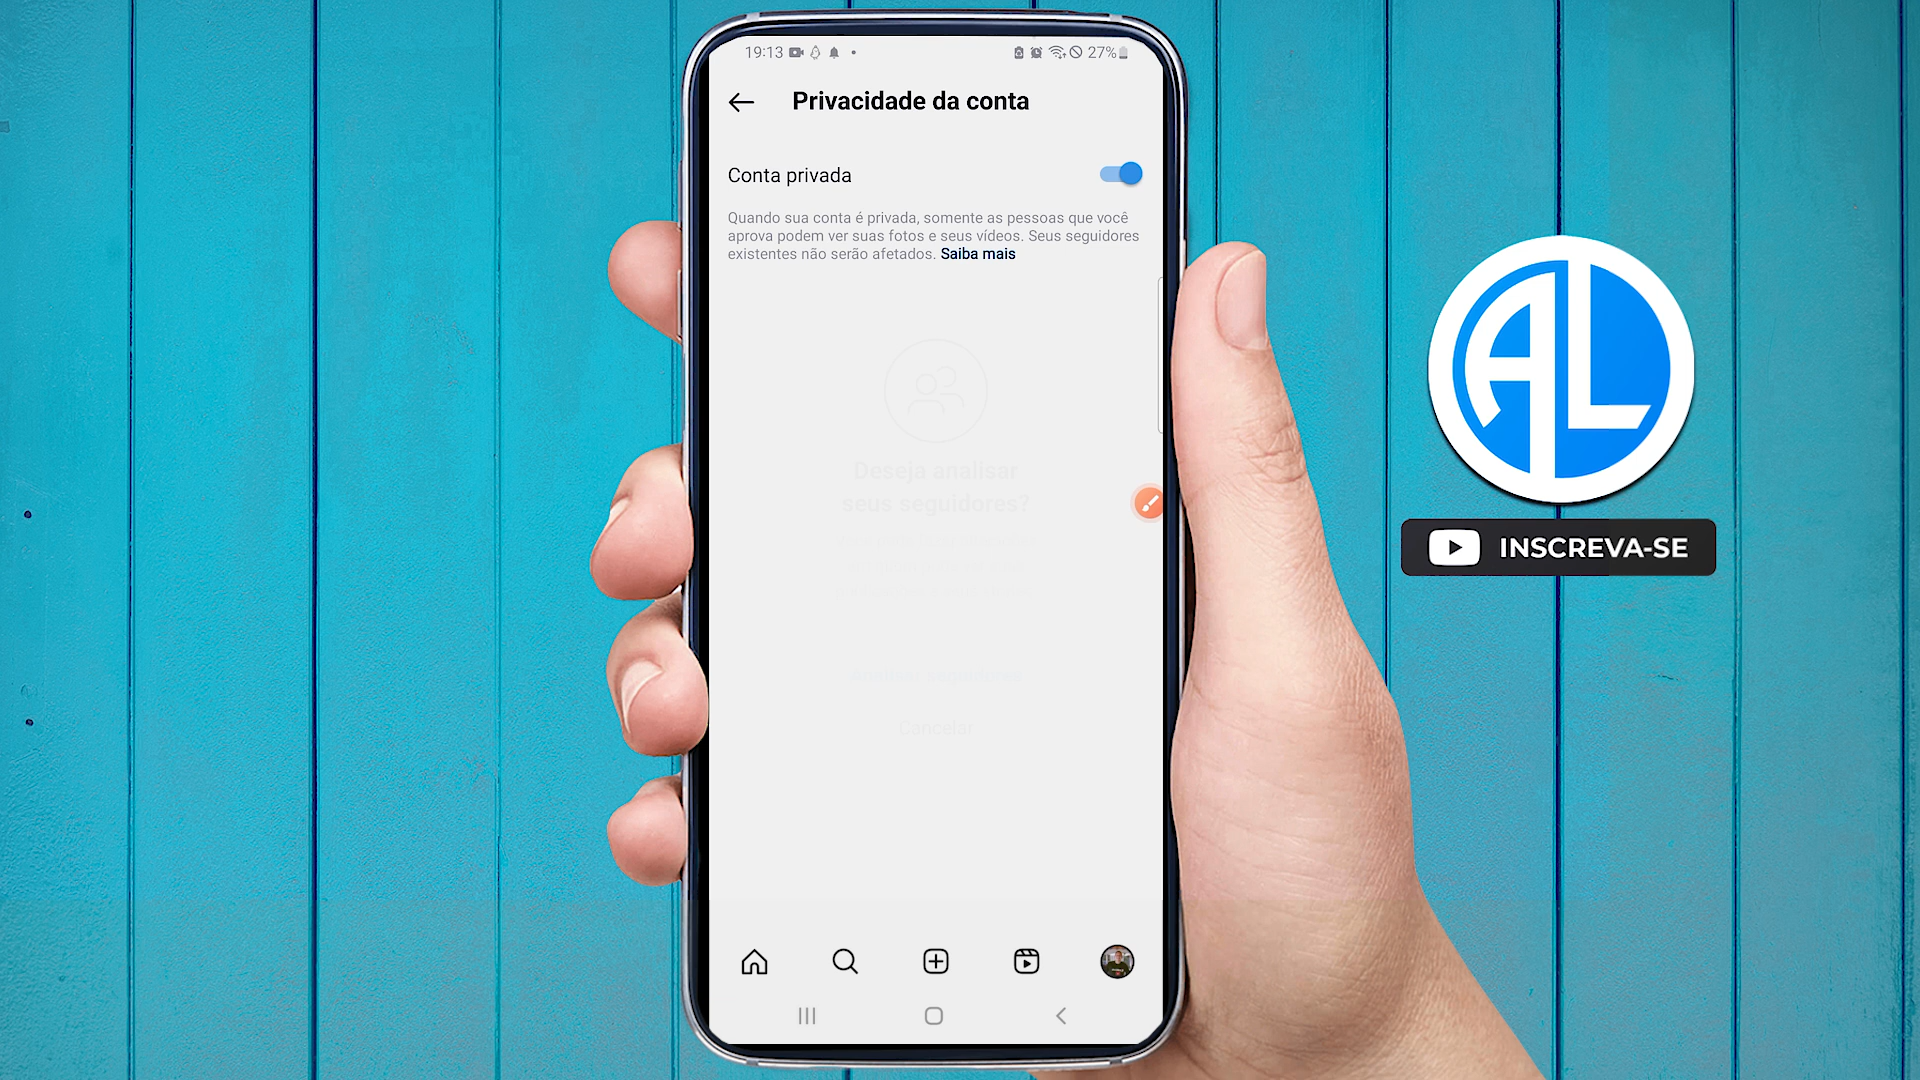 19:13
27%
Privacidade da conta
Conta privada
Quando sua conta é privada, somente as pessoas que você
aprova podem ver suas fotos e seus vídeos. Seus seguidores
existentes não serão afetados. Saiba mais
Deseja analisar
seus seguidores?
Cancelar
AL
INSCREVA-SE